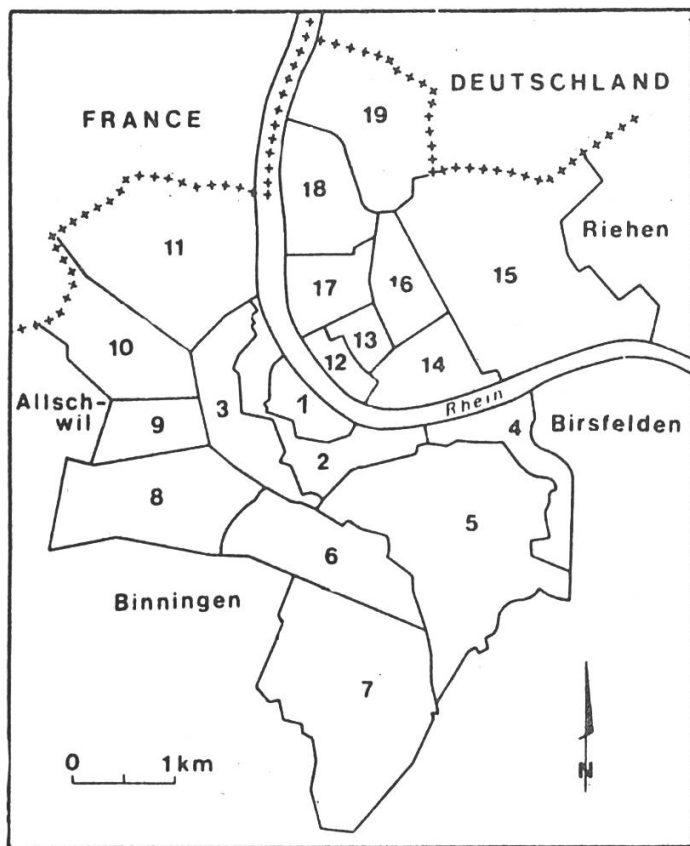 DEUTSCHLAND
FRANCE
19
18
Riehen
11
15
17
16
13
10
12
14
Rhein
Allsch-
wil
9
3
1
4
Birsfelden
2
8
5
6
Binningen
7
0 1km
N